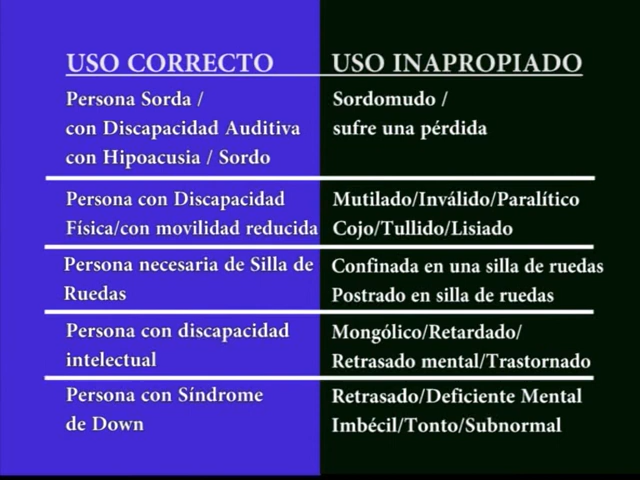 USO CORRECTO USO INAPROPIADO
Persona Sorda /
con Discapacidad Auditiva
con Hipoacusia / Sordo
Sordomudo /
sufre una pérdida
Persona con Discapacidad
Física/con movilidad reducida
Mutilado/Inválido/Paralítico
Cojo/Tullido/Lisiado
Persona necesaria de Silla de
Ruedas
Confinada en una silla de ruedas
Postrado en silla de ruedas
Persona con discapacidad
intelectual
Mongólico/Retardado/
Retrasado mental/Trastornado
Persona con Síndrome
de Down
Retrasado/Deficiente Mental
Imbécil/Tonto/Subnormal